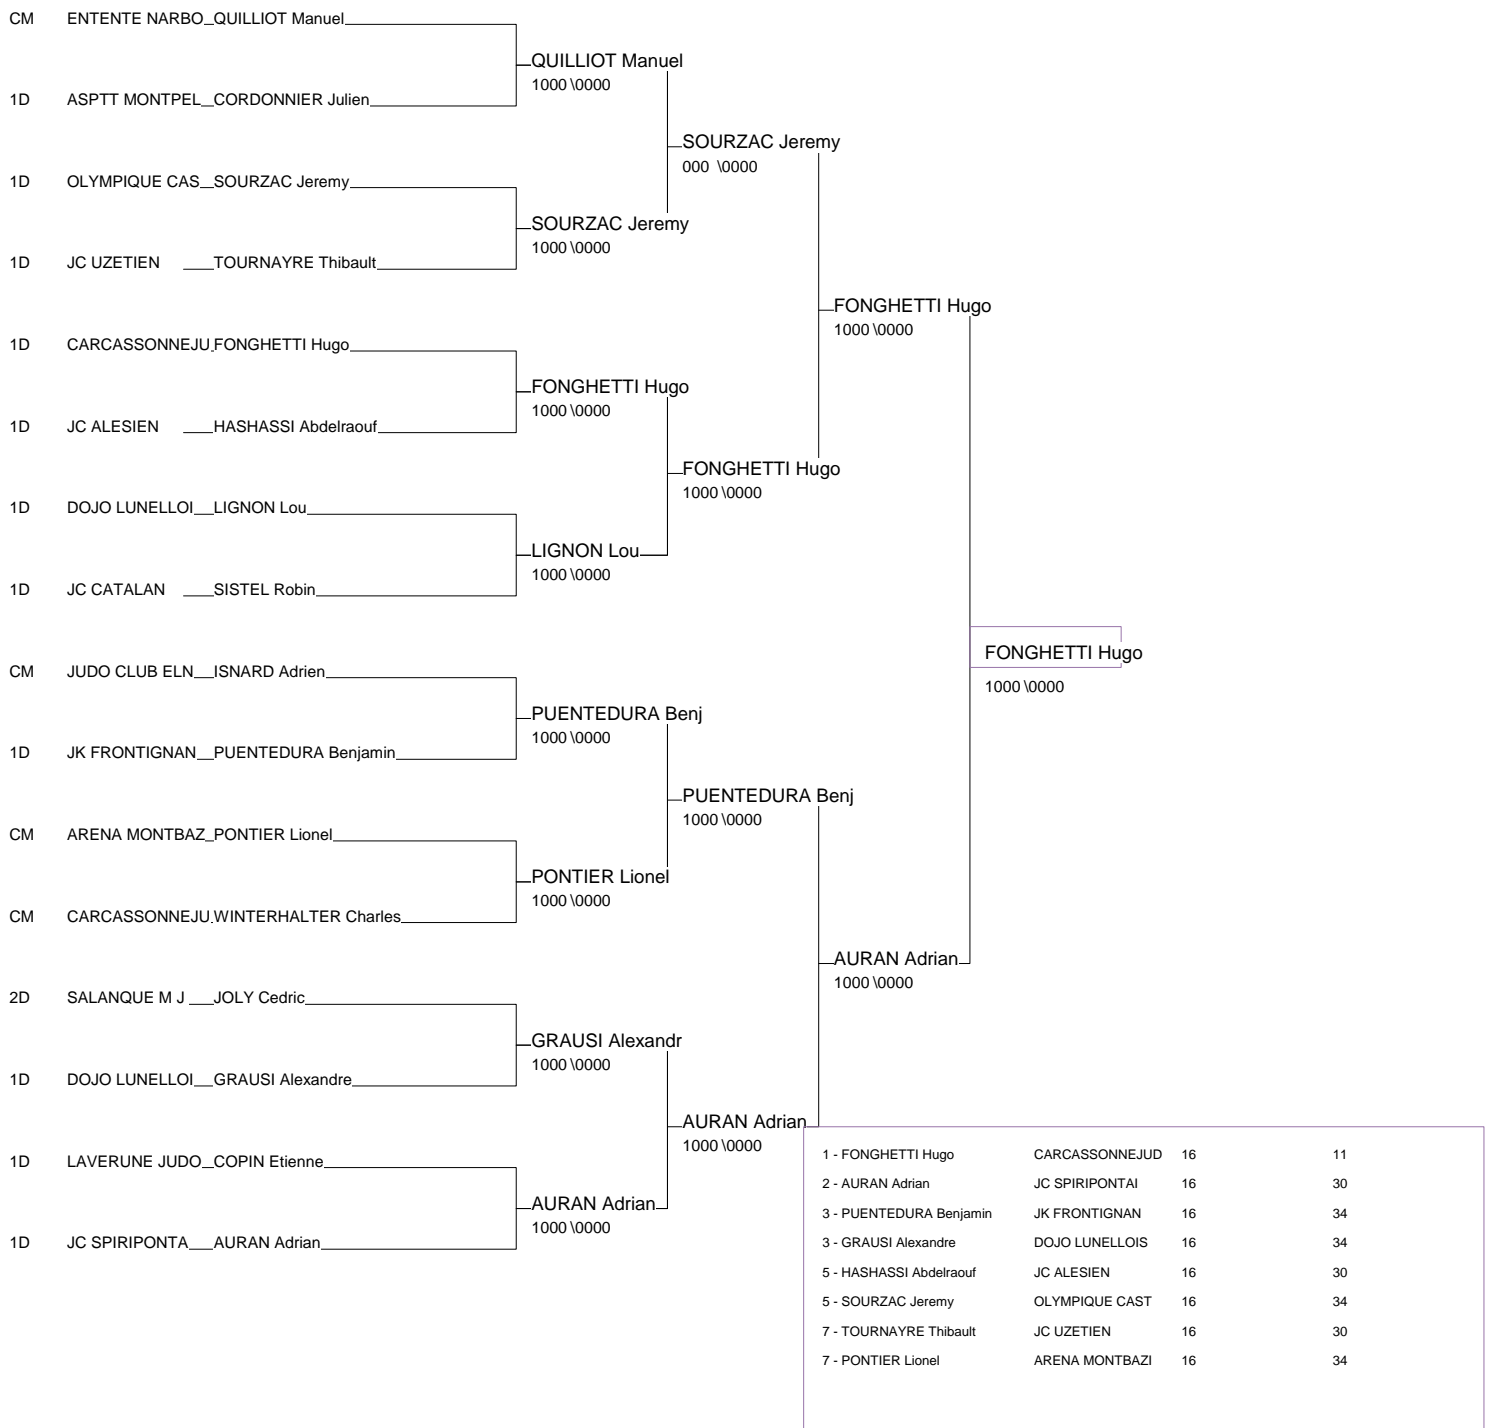 CM ENTENTE NARBO_QUILLIOT Manuel
QUILLIOT Manuel
1000 \0000
1D ASPTT MONTPEL_CORDONNIER Julien
SOURZAC Jeremy
000 \0000
1D OLYMPIQUE CAS_SOURZAC Jeremy
SOURZAC Jeremy
1000 \0000
1D JC UZETIEN ___TOURNAYRE Thibault
FONGHETTI Hugo
1000 \0000
1D CARCASSONNEJU FONGHETTI Hugo
FONGHETTI Hugo
1000 \0000
1D JC ALESIEN ___HASHASSI Abdelraouf
FONGHETTI Hugo
1000 \0000
1D DOJO LUNELLOI__LIGNON Lou
LIGNON Lou
1000 \0000
1D JC CATALAN ___SISTEL Robin
FONGHETTI Hugo
1000 \0000
CM JUDO CLUB ELN__ISNARD Adrien
PUENTEDURA Benj
1000 \0000
1D JK FRONTIGNAN__PUENTEDURA Benjamin
PUENTEDURA Benj
1000 \0000
CM ARENA MONTBAZ_PONTIER Lionel
PONTIER Lionel
1000 \0000
CM CARCASSONNEJU WINTERHALTER Charles
AURAN Adrian
1000 \0000
2D SALANQUE M J ___JOLY Cedric
GRAUSI Alexandr
1000 \0000
1D DOJO LUNELLOI__GRAUSI Alexandre
AURAN Adrian
1000 \0000
1D LAVERUNE JUDO_COPIN Etienne
AURAN Adrian
1000 \0000
1D JC SPIRIPONTA___AURAN Adrian
1 - FONGHETTI Hugo CARCASSONNEJUD 16 11
2 - AURAN Adrian JC SPIRIPONTAI 16 30
3 - PUENTEDURA Benjamin JK FRONTIGNAN 16 34
3 - GRAUSI Alexandre DOJO LUNELLOIS 16 34
5 - HASHASSI Abdelraouf JC ALESIEN 16 30
5 - SOURZAC Jeremy OLYMPIQUE CAST 16 34
7 - TOURNAYRE Thibault JC UZETIEN 16 30
7 - PONTIER Lionel ARENA MONTBAZI 16 34